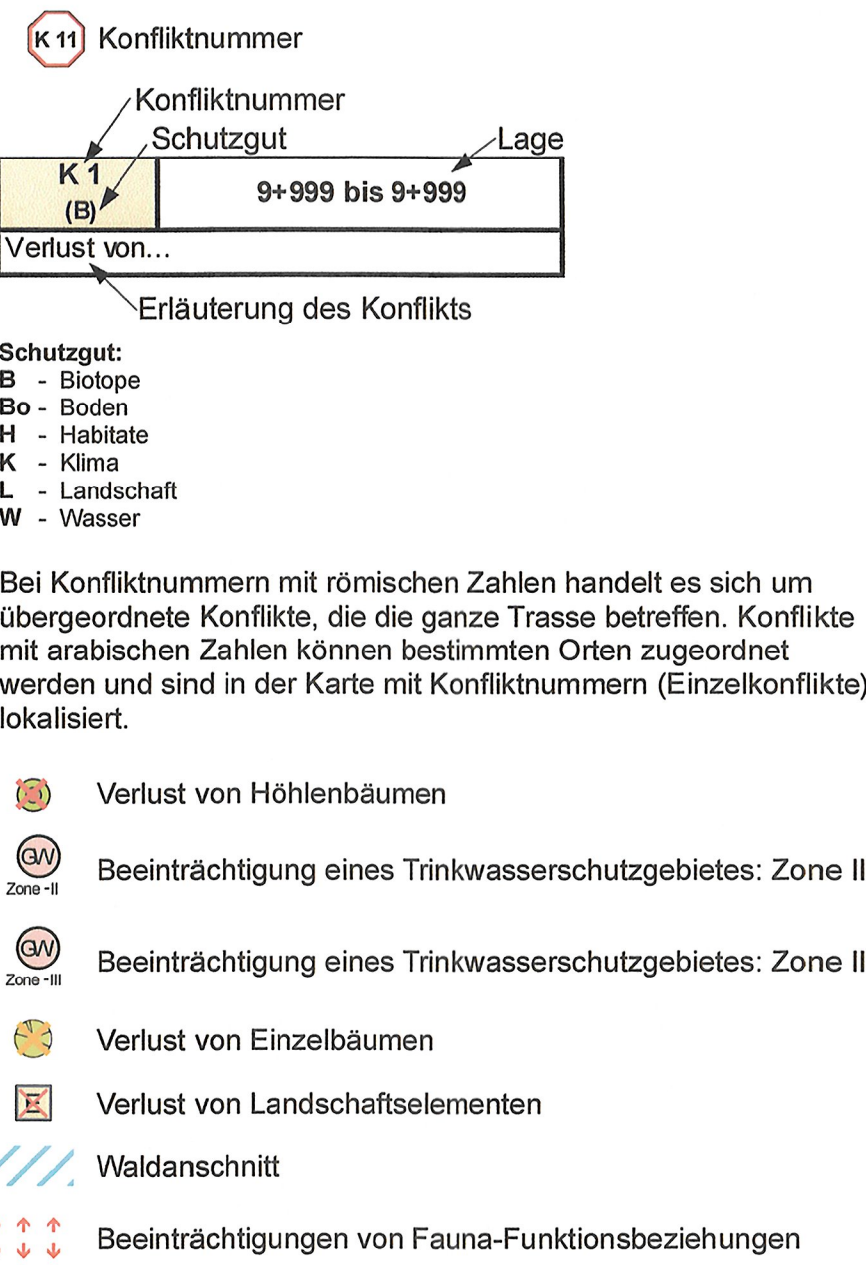 K 11 Konfliktnummer
Konfliktnummer
Schutzgut
Lage
K 1
(B)
9+999 bis 9+999
Verlust von...
Erläuterung des Konflikts
Schutzgut:
B - Biotope
Bo - Boden
H - Habitate
K - Klima
L - Landschaft
W - Wasser
Bei Konfliktnummern mit römischen Zahlen handelt es sich um
übergeordnete Konflikte, die die ganze Trasse betreffen. Konflikte
mit arabischen Zahlen können bestimmten Orten zugeordnet
werden und sind in der Karte mit Konfliktnummern (Einzelkonflikte)
lokalisiert.
Verlust von Höhlenbäumen
GW
Zone -II
Beeinträchtigung eines Trinkwasserschutzgebietes: Zone II
GW
Zone -III
Beeinträchtigung eines Trinkwasserschutzgebietes: Zone II
Verlust von Einzelbäumen
E
Verlust von Landschaftselementen
Waldanschnitt
Beeinträchtigungen von Fauna-Funktionsbeziehungen